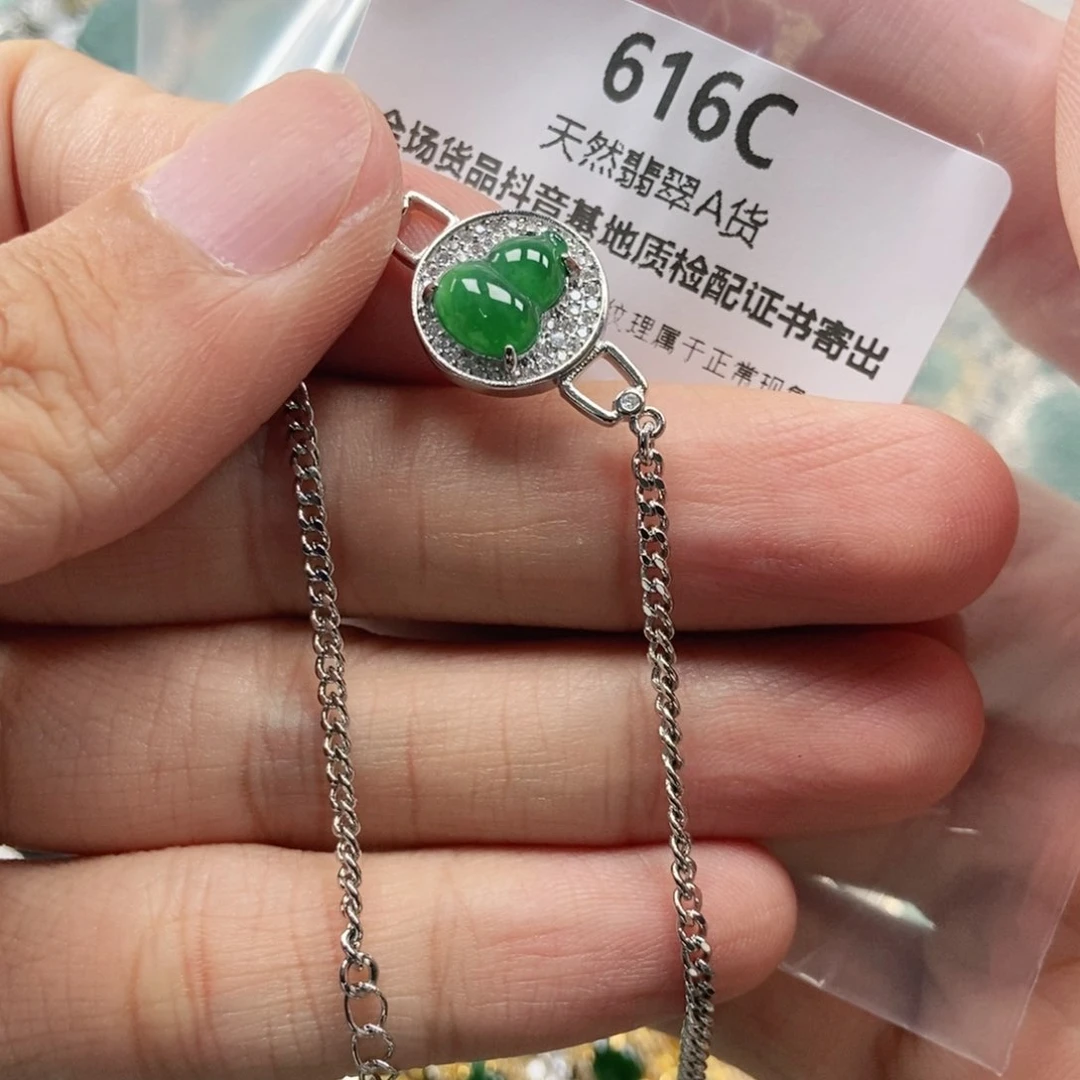 616C
天然翡翠A货
全场货品抖音基地质检配证书寄出
纹理属于正常现象